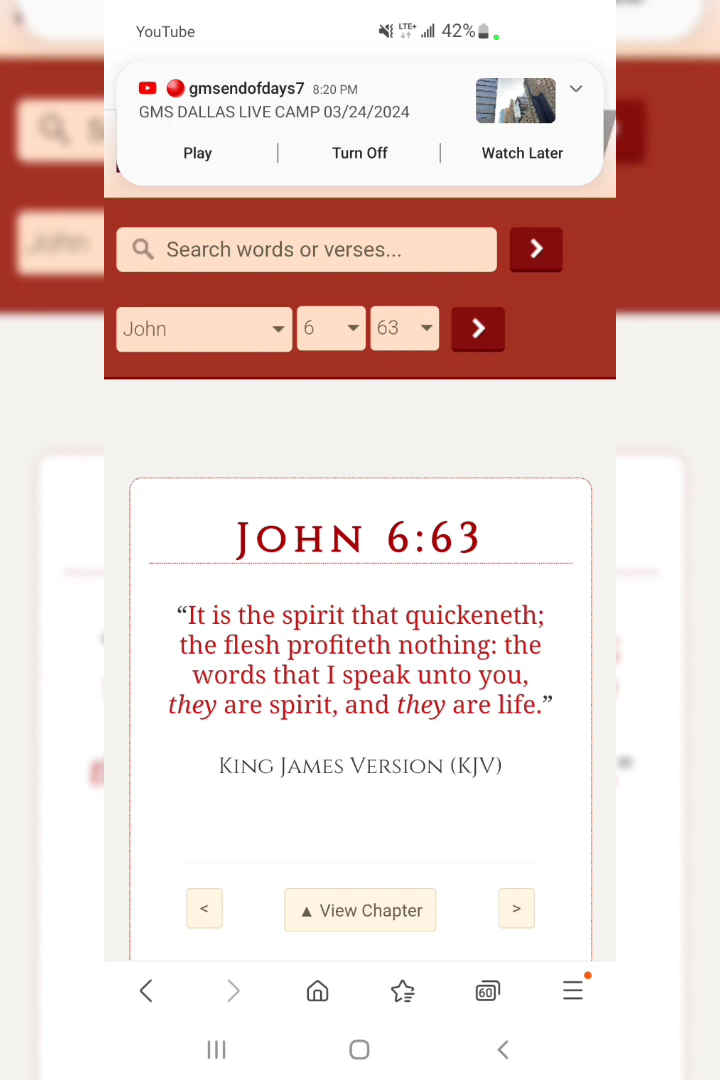 YouTube
LTE+ 42%
gmsendofdays7 8:20 PM
GMS DALLAS LIVE CAMP 03/24/2024
Play | Turn Off | Watch Later
Search words or verses...
John 6 63
John 6:63
“It is the spirit that quickeneth;
the flesh profiteth nothing: the
words that I speak unto you,
they are spirit, and they are life.”
King James Version (KJV)
< ▲ View Chapter >
60